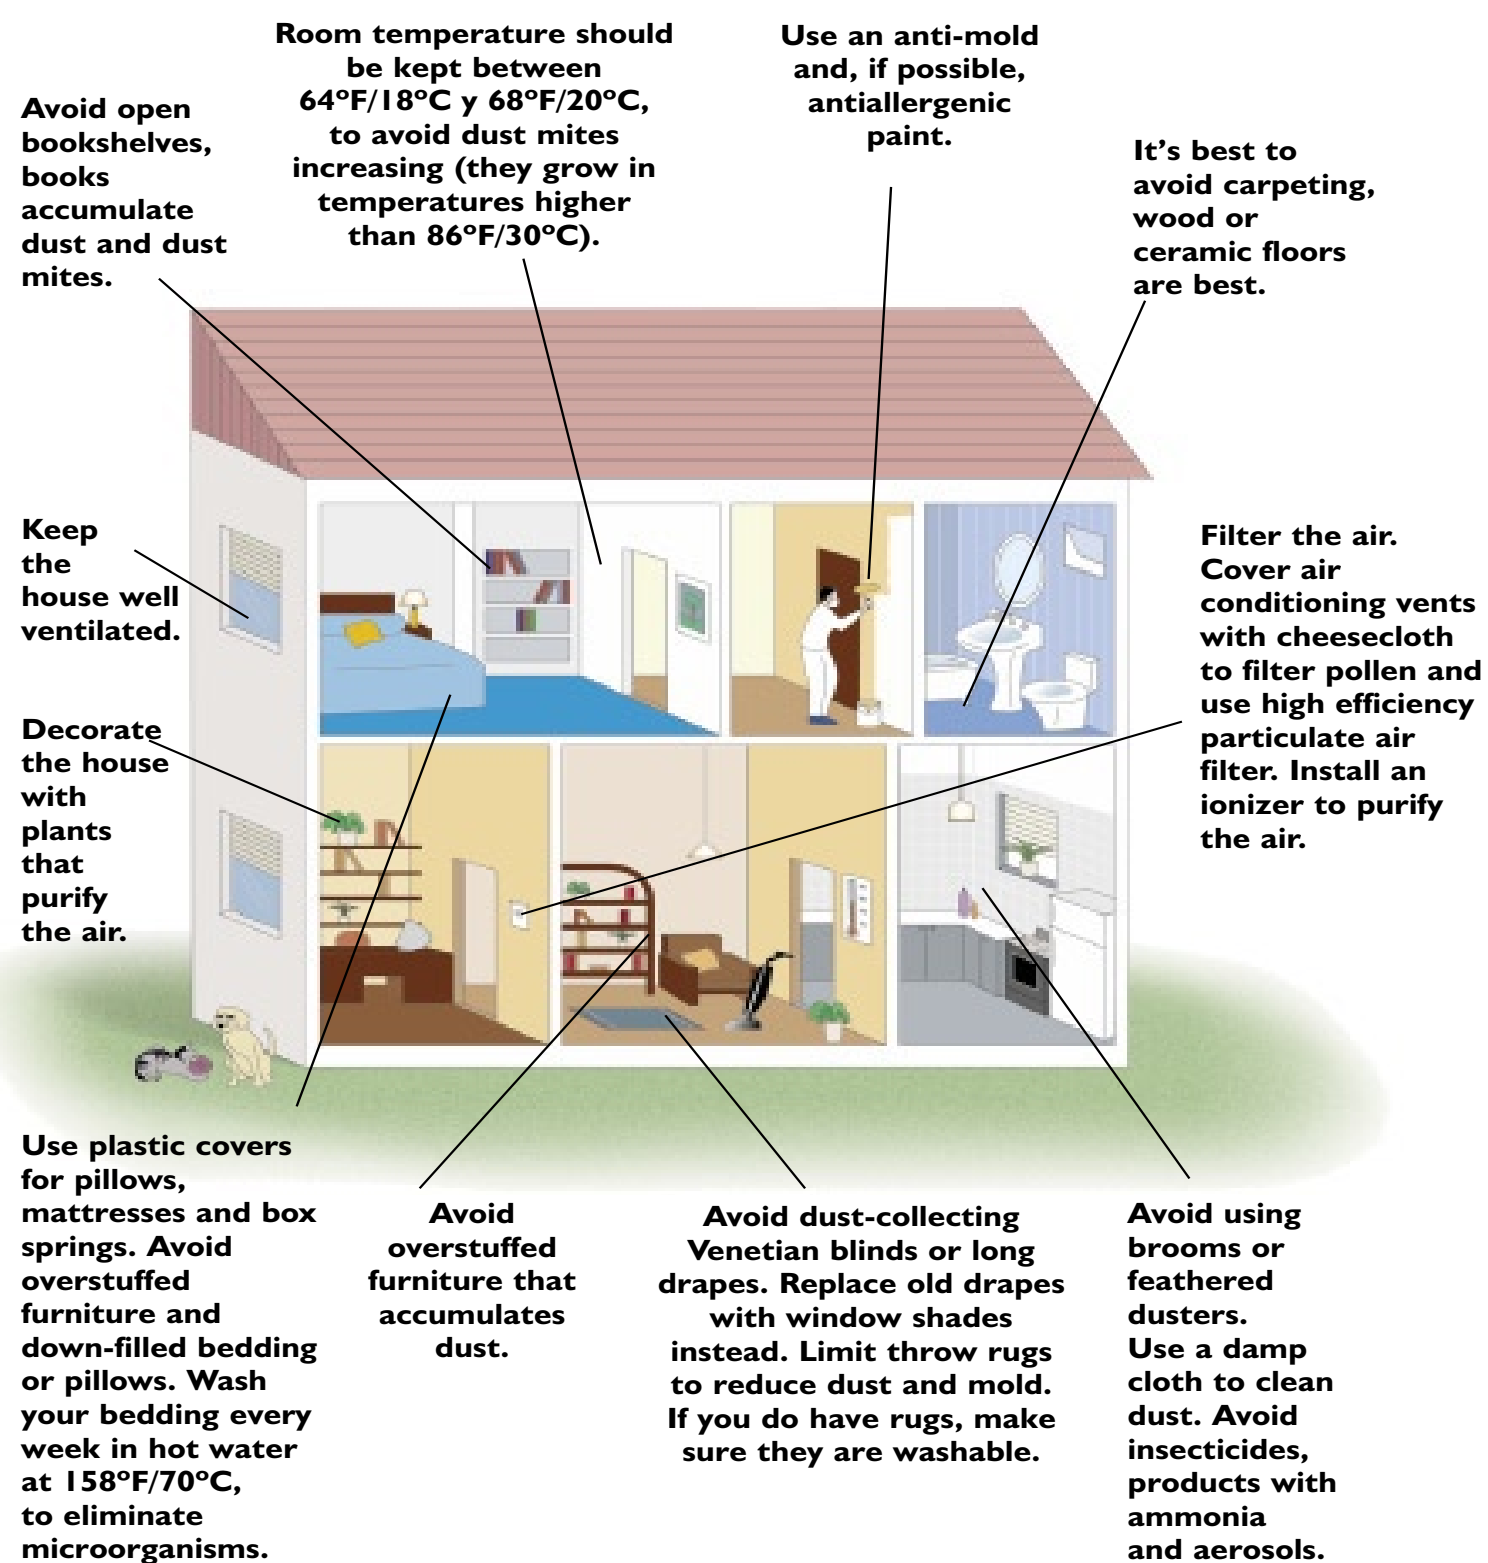 Room temperature should
be kept between
64ºF/18ºC y 68ºF/20ºC,
to avoid dust mites
increasing (they grow in
temperatures higher
than 86ºF/30ºC).
Use an anti-mold
and, if possible,
antiallergenic
paint.
Avoid open
bookshelves,
books
accumulate
dust and dust
mites.
It’s best to
avoid carpeting,
wood or
ceramic floors
are best.
Keep
the
house well
ventilated.
Filter the air.
Cover air
conditioning vents
with cheesecloth
to filter pollen and
use high efficiency
particulate air
filter. Install an
ionizer to purify
the air.
Decorate
the house
with
plants
that
purify
the air.
Use plastic covers
for pillows,
mattresses and box
springs. Avoid
overstuffed
furniture and
down-filled bedding
or pillows. Wash
your bedding every
week in hot water
at 158ºF/70ºC,
to eliminate
microorganisms.
Avoid
overstuffed
furniture that
accumulates
dust.
Avoid dust-collecting
Venetian blinds or long
drapes. Replace old drapes
with window shades
instead. Limit throw rugs
to reduce dust and mold.
If you do have rugs, make
sure they are washable.
Avoid using
brooms or
feathered
dusters.
Use a damp
cloth to clean
dust. Avoid
insecticides,
products with
ammonia
and aerosols.